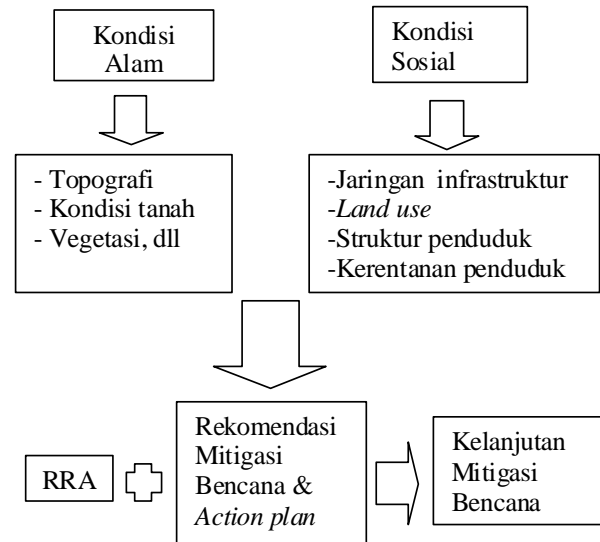 Kondisi
Alam
Kondisi
Sosial
- Topografi
- Kondisi tanah
- Vegetasi, dll
-Jaringan infrastruktur
-Land use
-Struktur penduduk
-Kerentanan penduduk
RRA
Rekomendasi
Mitigasi
Bencana &
Action plan
Kelanjutan
Mitigasi
Bencana